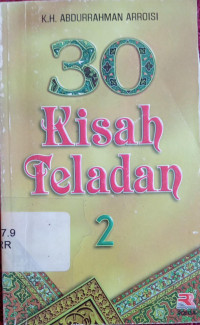 K.H. ABDURRAHMAN ARROISI
30
Kisah
Teladan
2
7.9
RR